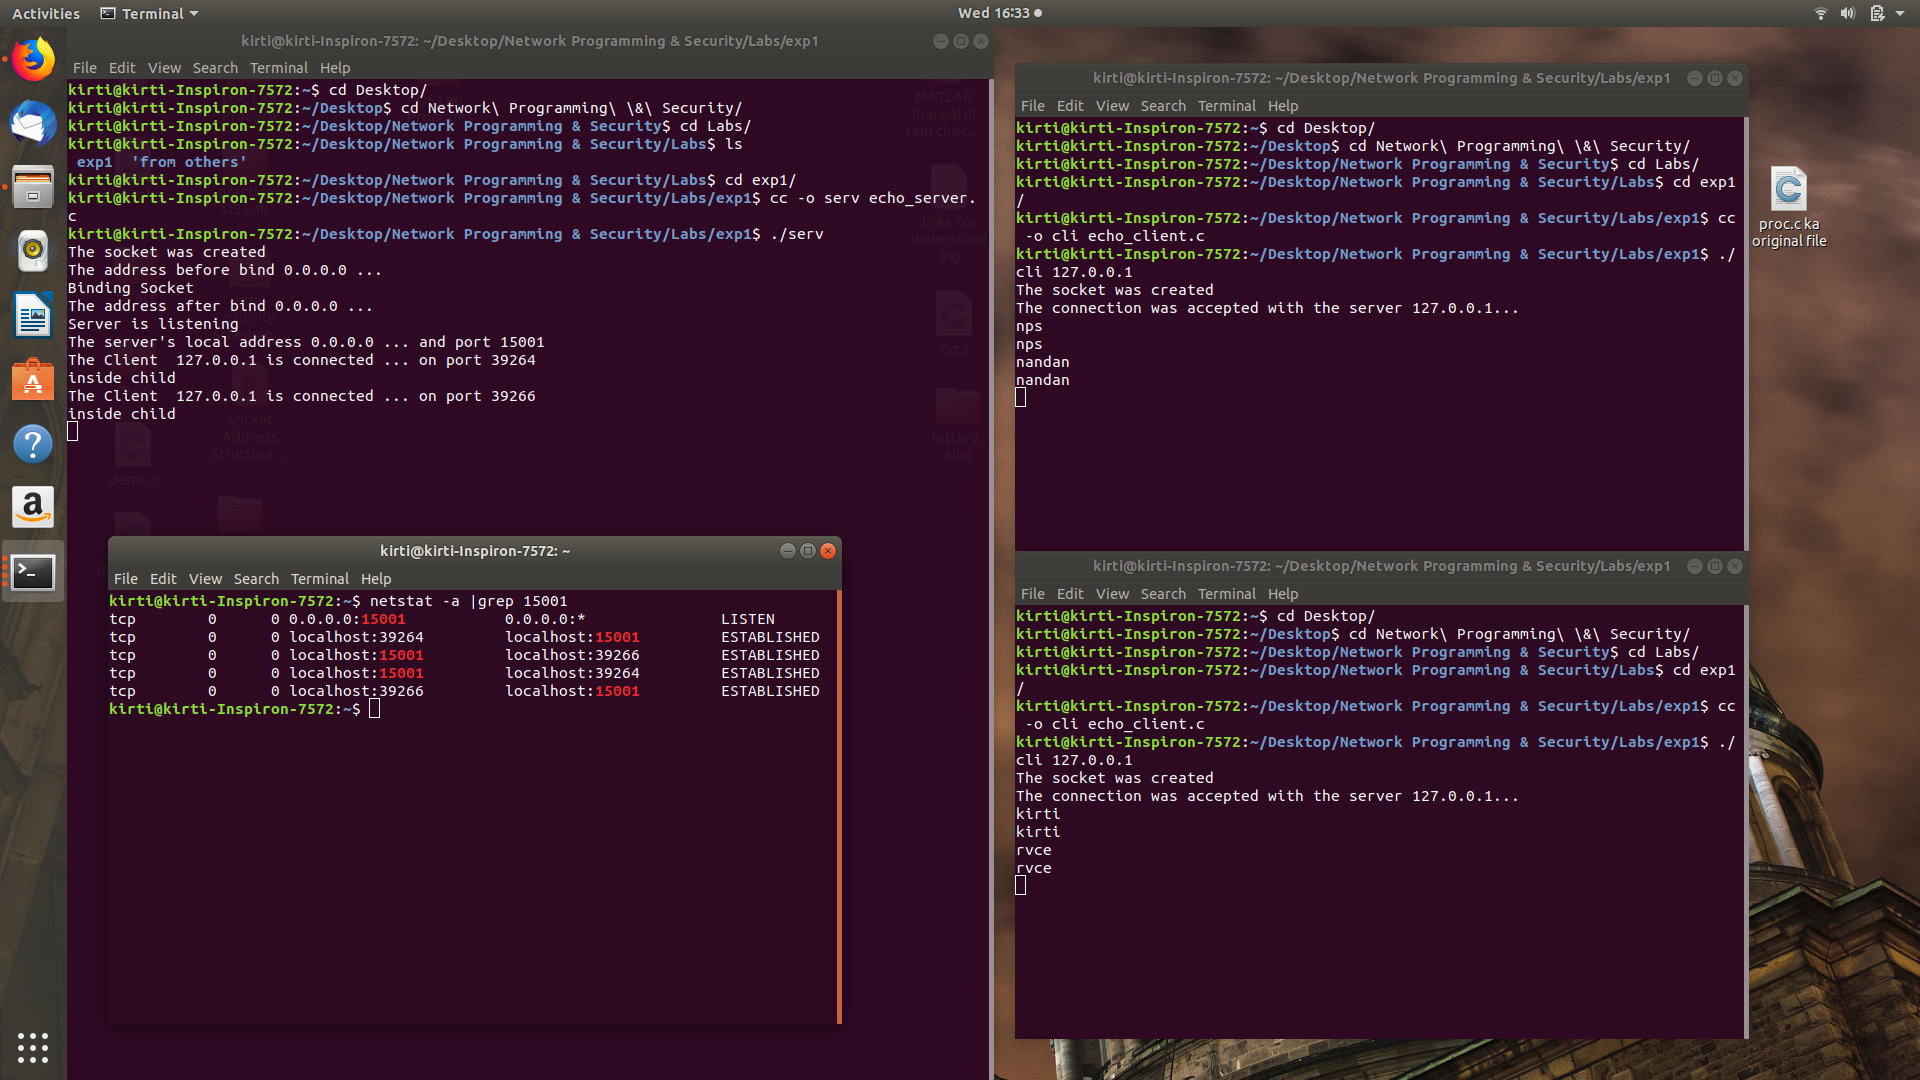 Activities
Terminal
Wed 16:33
kirti@kirti-Inspiron-7572: ~/Desktop/Network Programming & Security/Labs/exp1
File Edit View Search Terminal Help
kirti@kirti-Inspiron-7572:~$ cd Desktop/
kirti@kirti-Inspiron-7572:~/Desktop$ cd Network\ Programming\ \&\ Security/
kirti@kirti-Inspiron-7572:~/Desktop/Network Programming & Security$ cd Labs/
kirti@kirti-Inspiron-7572:~/Desktop/Network Programming & Security/Labs$ ls
exp1 'from others'
kirti@kirti-Inspiron-7572:~/Desktop/Network Programming & Security/Labs$ cd exp1/
kirti@kirti-Inspiron-7572:~/Desktop/Network Programming & Security/Labs/exp1$ cc -o serv echo_server.
c
kirti@kirti-Inspiron-7572:~/Desktop/Network Programming & Security/Labs/exp1$ ./serv
The socket was created
The address before bind 0.0.0.0 ...
Binding Socket
The address after bind 0.0.0.0 ...
Server is listening
The server's local address 0.0.0.0 ... and port 15001
The Client  127.0.0.1 is connected ... on port 39264
inside child
The Client  127.0.0.1 is connected ... on port 39266
inside child
MATLAB
manual III
sem clust...
links for
understand
ing
xyz.c
lottery_
algo
Socket
Address
Structure...
demo.c
kirti@kirti-Inspiron-7572: ~
File Edit View Search Terminal Help
kirti@kirti-Inspiron-7572:~$ netstat -a |grep 15001
tcp 0 0 0.0.0.0:15001 0.0.0.0:* LISTEN
tcp 0 0 localhost:39264 localhost:15001 ESTABLISHED
tcp 0 0 localhost:15001 localhost:39266 ESTABLISHED
tcp 0 0 localhost:15001 localhost:39264 ESTABLISHED
tcp 0 0 localhost:39266 localhost:15001 ESTABLISHED
kirti@kirti-Inspiron-7572:~$
kirti@kirti-Inspiron-7572: ~/Desktop/Network Programming & Security/Labs/exp1
File Edit View Search Terminal Help
kirti@kirti-Inspiron-7572:~$ cd Desktop/
kirti@kirti-Inspiron-7572:~/Desktop$ cd Network\ Programming\ \&\ Security/
kirti@kirti-Inspiron-7572:~/Desktop/Network Programming & Security$ cd Labs/
kirti@kirti-Inspiron-7572:~/Desktop/Network Programming & Security/Labs$ cd exp1
/
kirti@kirti-Inspiron-7572:~/Desktop/Network Programming & Security/Labs/exp1$ cc
-o cli echo_client.c
kirti@kirti-Inspiron-7572:~/Desktop/Network Programming & Security/Labs/exp1$ ./
cli 127.0.0.1
The socket was created
The connection was accepted with the server 127.0.0.1...
nps
nps
nandan
nandan
proc.c ka
original file
kirti@kirti-Inspiron-7572: ~/Desktop/Network Programming & Security/Labs/exp1
File Edit View Search Terminal Help
kirti@kirti-Inspiron-7572:~$ cd Desktop/
kirti@kirti-Inspiron-7572:~/Desktop$ cd Network\ Programming\ \&\ Security/
kirti@kirti-Inspiron-7572:~/Desktop/Network Programming & Security$ cd Labs/
kirti@kirti-Inspiron-7572:~/Desktop/Network Programming & Security/Labs$ cd exp1
/
kirti@kirti-Inspiron-7572:~/Desktop/Network Programming & Security/Labs/exp1$ cc
-o cli echo_client.c
kirti@kirti-Inspiron-7572:~/Desktop/Network Programming & Security/Labs/exp1$ ./
cli 127.0.0.1
The socket was created
The connection was accepted with the server 127.0.0.1...
kirti
kirti
rvce
rvce